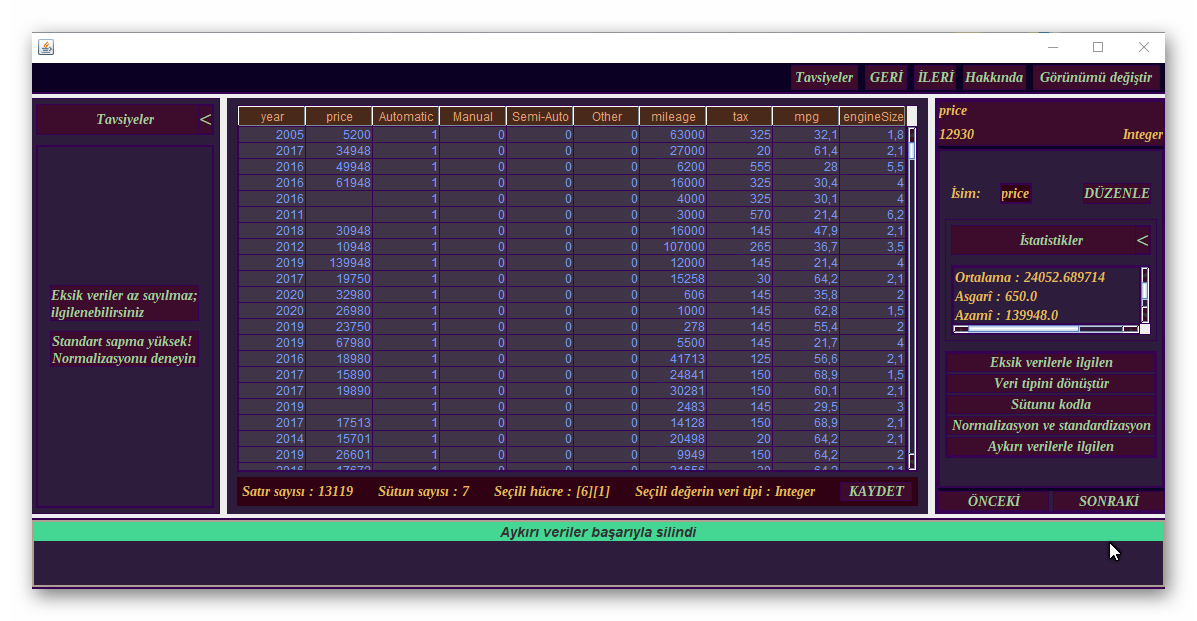 Tavsiyeler GERİ İLERİ Hakkında Görünümü değiştir
Tavsiyeler <
Eksik veriler az sayılmaz;
ilgilenebilirsiniz
Standart sapma yüksek!
Normalizasyonu deneyin
year price Automatic Manual Semi-Auto Other mileage tax mpg engineSize
2005 5200 1 0 0 0 63000 325 32,1 1,8
2017 34948 1 0 0 0 27000 20 61,4 2,1
2016 49948 1 0 0 0 6200 555 28 5,5
2016 61948 1 0 0 0 16000 325 30,4 4
2016 1 0 0 0 4000 325 30,1 4
2011 1 0 0 0 3000 570 21,4 6,2
2018 30948 1 0 0 0 16000 145 47,9 2,1
2012 10948 1 0 0 0 107000 265 36,7 3,5
2019 139948 1 0 0 0 12000 145 21,4 4
2017 19750 1 0 0 0 15258 30 64,2 2,1
2020 32980 1 0 0 0 606 145 35,8 2
2020 26980 1 0 0 0 1000 145 62,8 1,5
2019 23750 1 0 0 0 278 145 55,4 2
2019 67980 1 0 0 0 5500 145 21,7 4
2016 18980 1 0 0 0 41713 125 56,6 2,1
2017 15890 1 0 0 0 24841 150 68,9 1,5
2017 19890 1 0 0 0 30281 150 60,1 2,1
2019 1 0 0 0 2483 145 29,5 3
2017 17513 1 0 0 0 14128 150 68,9 2,1
2014 15701 1 0 0 0 20498 20 64,2 2,1
2019 26601 1 0 0 0 9949 150 64,2 2
Satır sayısı : 13119 Sütun sayısı : 7 Seçili hücre : [6][1] Seçili değerin veri tipi : Integer KAYDET
price
12930 Integer
İsim: price DÜZENLE
İstatistikler <
Ortalama : 24052.689714
Asgarî : 650.0
Azamî : 139948.0
Eksik verilerle ilgilen
Veri tipini dönüştür
Sütunu kodla
Normalizasyon ve standardizasyon
Aykırı verilerle ilgilen
ÖNCEKİ SONRAKİ
Aykırı veriler başarıyla silindi